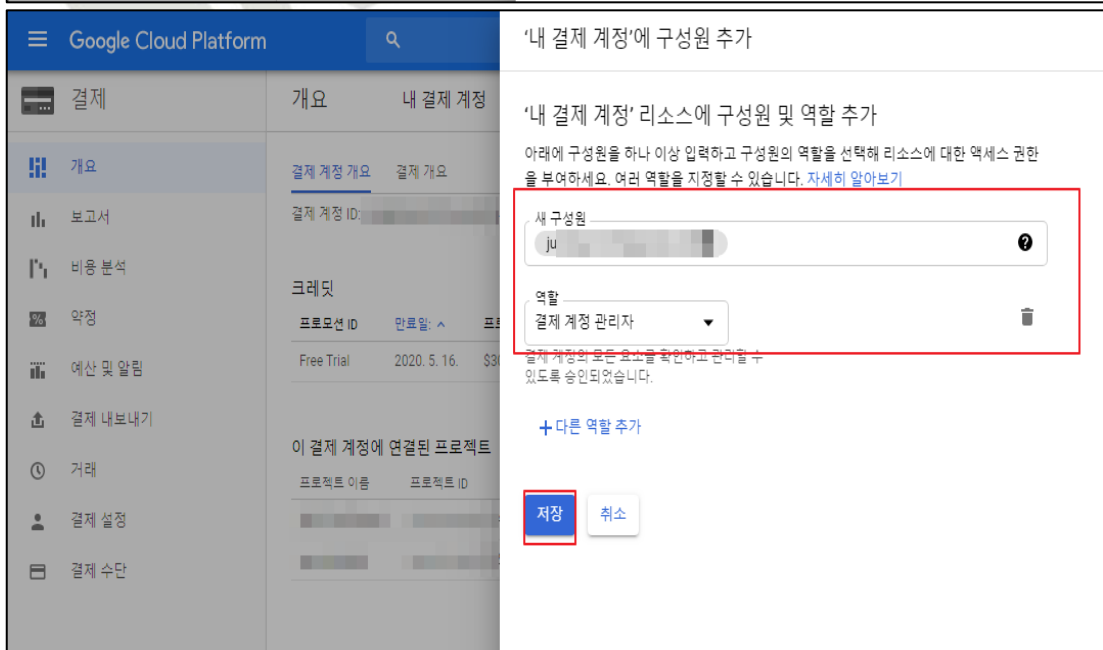 Google Cloud Platform
결제
개요
보고서
비용 분석
약정
예산 및 알림
결제 내보내기
거래
결제 설정
결제 수단
개요 내 결제 계정
결제 계정 개요 결제 개요
결제 계정 ID:
크레딧
프로모션 ID 만료일:
Free Trial 2020. 5. 16.
이 결제 계정에 연결된 프로젝트
프로젝트 이름 프로젝트 ID
'내 결제 계정'에 구성원 추가
'내 결제 계정' 리소스에 구성원 및 역할 추가
아래에 구성원을 하나 이상 입력하고 구성원의 역할을 선택해 리소스에 대한 액세스 권한
을 부여하세요. 여러 역할을 지정할 수 있습니다. 자세히 알아보기
새 구성원
ju
역할
결제 계정 관리자
결제 계정의 모든 요소를 확인하고 관리할 수
있도록 승인되었습니다.
+ 다른 역할 추가
저장 취소